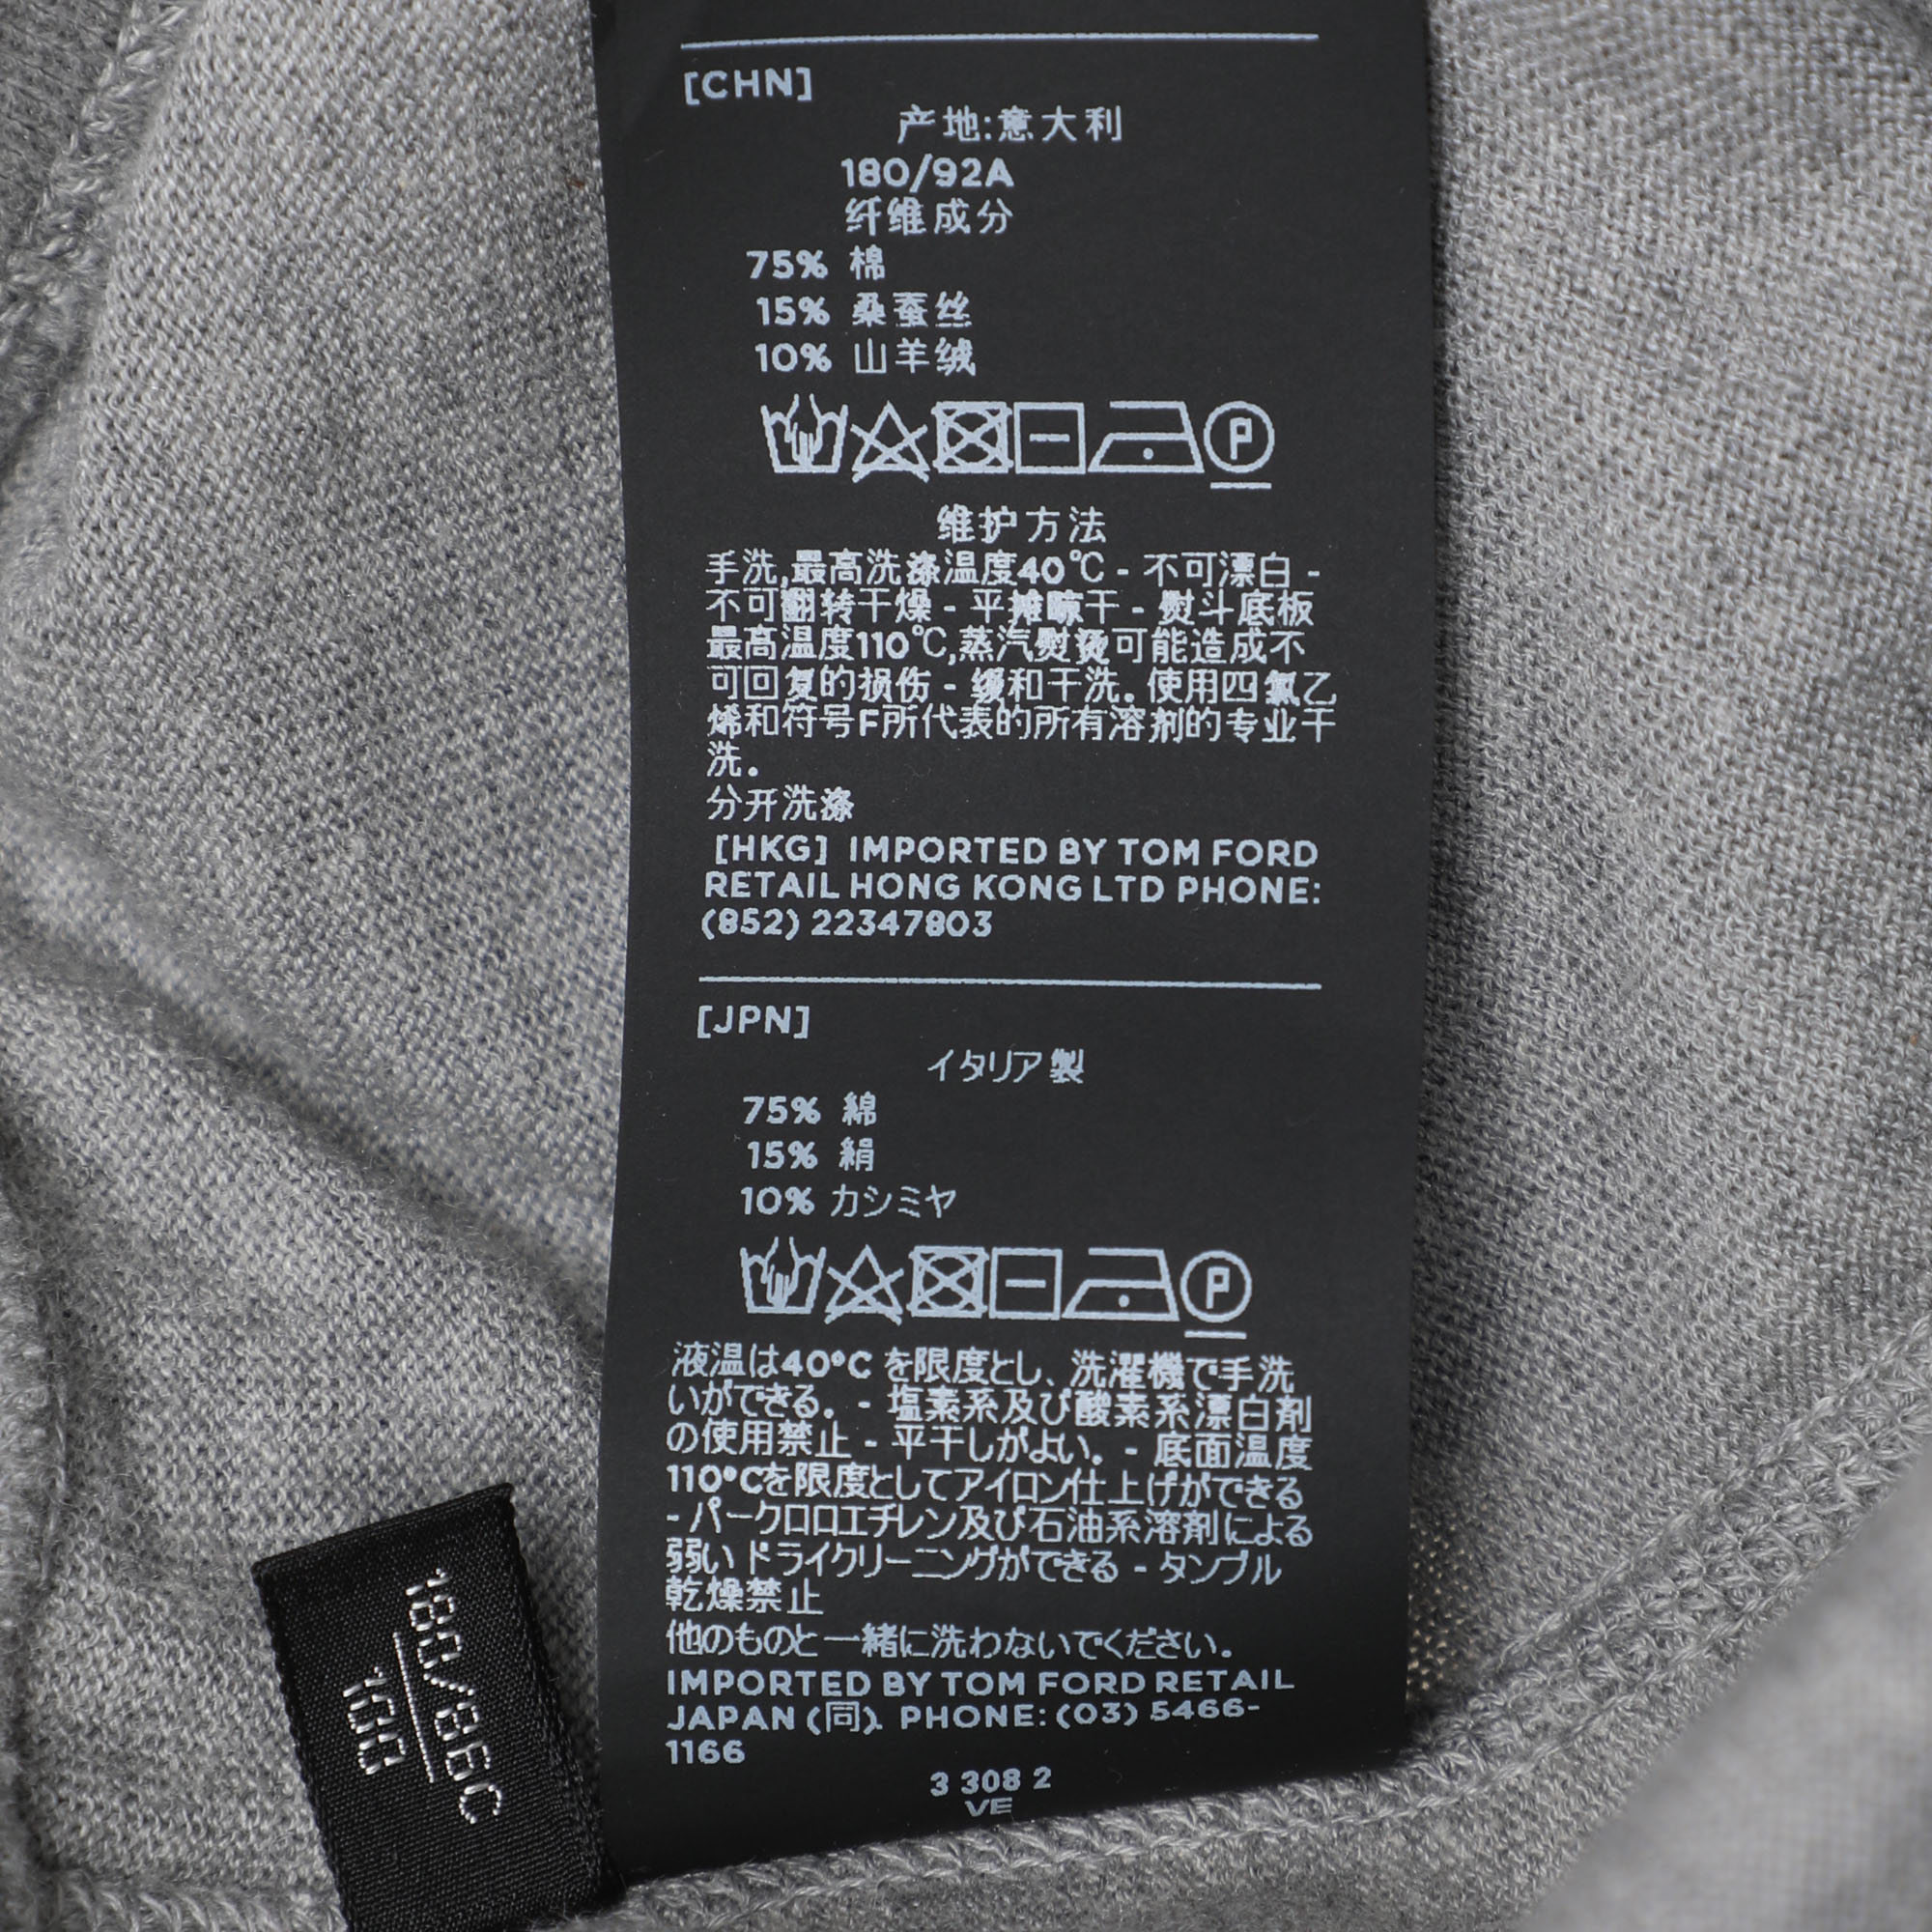 [CHN]
产地:意大利
180/92A
纤维成分
75% 棉
15% 桑蚕丝
10% 山羊绒
P
维护方法
手洗,最高洗涤温度40℃ - 不可漂白 -
不可翻转干燥 - 平摊晾干 - 熨斗底板
最高温度110℃,蒸汽熨烫可能造成不
可回复的损伤 - 缓和干洗。使用四氯乙
烯和符号F所代表的所有溶剂的专业干
洗。
分开洗涤
[HKG] IMPORTED BY TOM FORD
RETAIL HONG KONG LTD PHONE:
(852) 22347803
[JPN]
イタリア製
75% 綿
15% 絹
10% カシミヤ
P
液温は40°C を限度とし、洗濯機で手洗
いができる。 - 塩素系及び酸素系漂白剤
の使用禁止 - 平干しがよい。 - 底面温度
110°Cを限度としてアイロン仕上げができる
- パークロロエチレン及び石油系溶剤による
弱い ドライクリーニングができる - タンブル
乾燥禁止
他のものと一緒に洗わないでください。
IMPORTED BY TOM FORD RETAIL
JAPAN (同). PHONE: (03) 5466-
1166
3 308 2
VE
180/86C
100